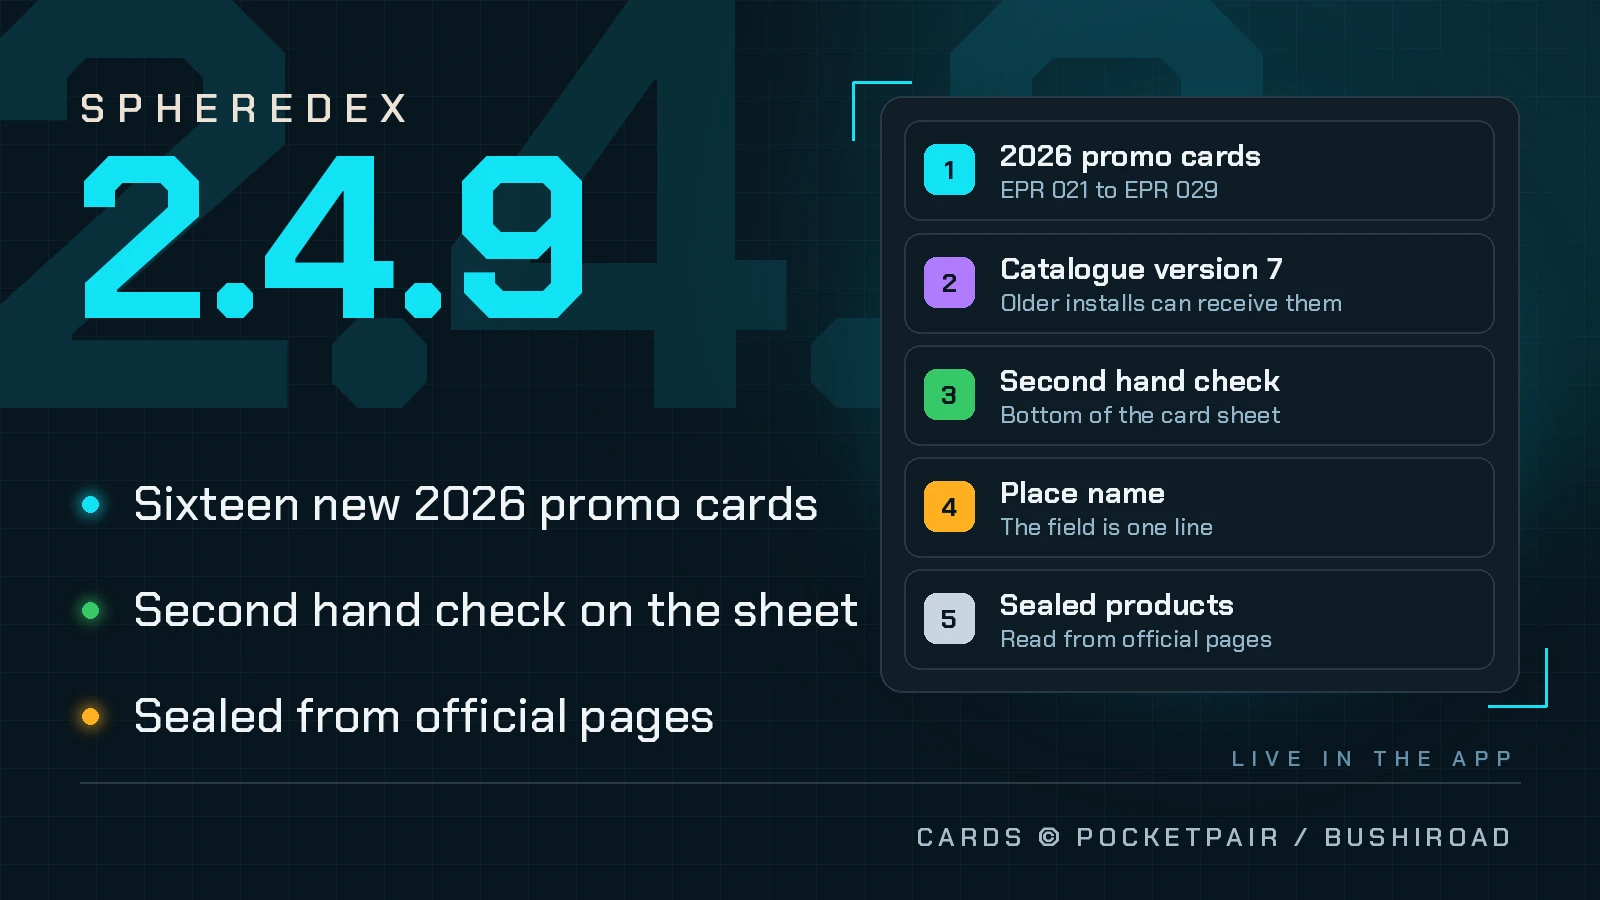 SPHEREDEX
2.4.9
Sixteen new 2026 promo cards
Second hand check on the sheet
Sealed from official pages
1
2026 promo cards
EPR 021 to EPR 029
2
Catalogue version 7
Older installs can receive them
3
Second hand check
Bottom of the card sheet
4
Place name
The field is one line
5
Sealed products
Read from official pages
LIVE IN THE APP
CARDS © POCKETPAIR / BUSHIROAD